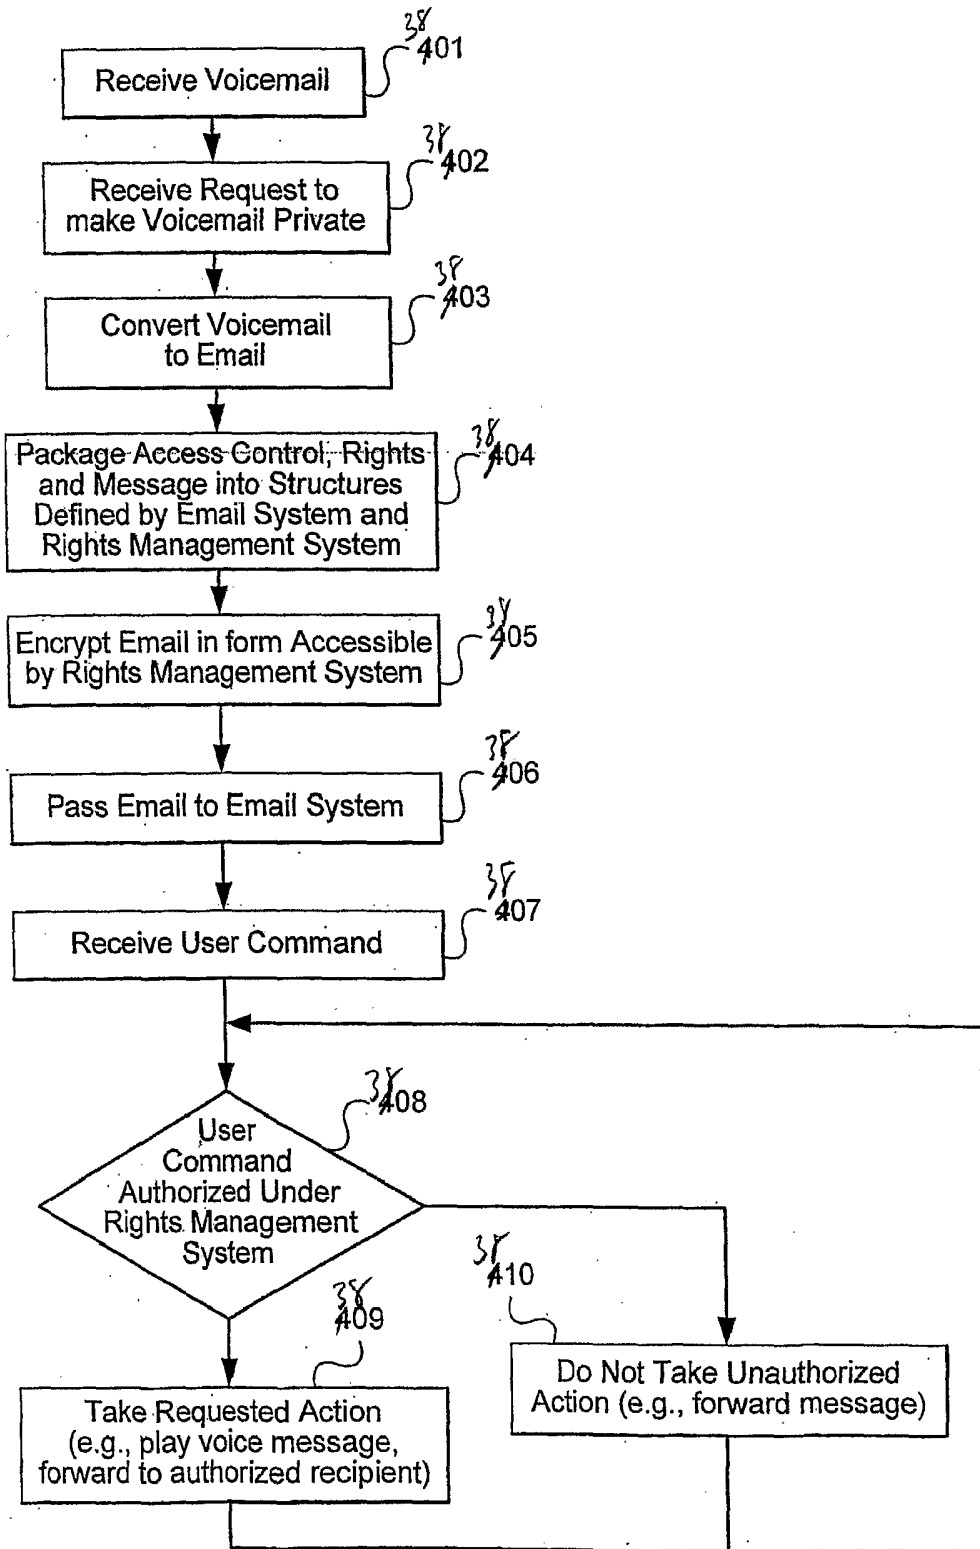 38
401
Receive Voicemail
38
402
Receive Request to
make Voicemail Private
38
403
Convert Voicemail
to Email
38
404
Package Access Control, Rights
and Message into Structures
Defined by Email System and
Rights Management System
38
405
Encrypt Email in form Accessible
by Rights Management System
38
406
Pass Email to Email System
38
407
Receive User Command
38
408
User
Command
Authorized Under
Rights Management
System
38
410
38
409
Do Not Take Unauthorized
Action (e.g., forward message)
Take Requested Action
(e.g., play voice message,
forward to authorized recipient)